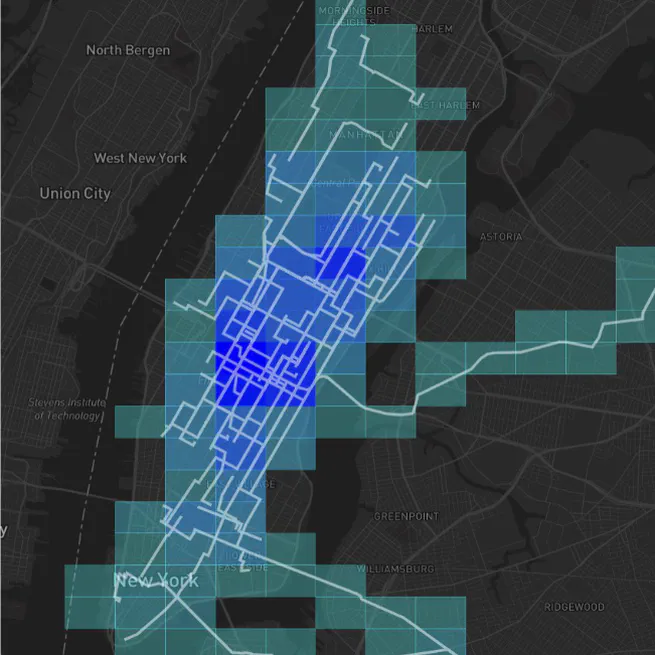 MORNINGSIDE
HEIGHTS
HARLEM
North Bergen
EAST HARLEM
MANHATTAN
West New York
Central
Union City
ASTORIA
Stevens Institute
of Technology
GREENPOINT
EAST SIDE
WILLIAMSBURG
New York
RIDGEWOOD